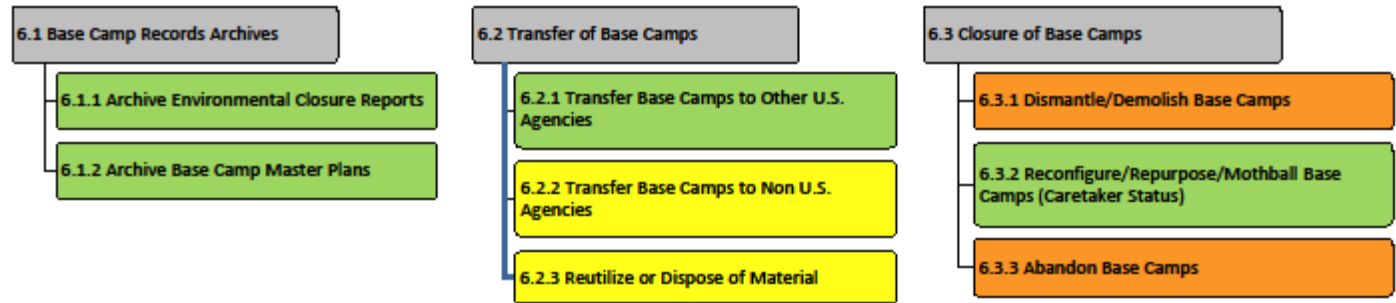 6.1 Base Camp Records Archives
6.1.1 Archive Environmental Closure Reports
6.1.2 Archive Base Camp Master Plans
6.2 Transfer of Base Camps
6.2.1 Transfer Base Camps to Other U.S.
Agencies
6.2.2 Transfer Base Camps to Non U.S.
Agencies
6.2.3 Reutilize or Dispose of Material
6.3 Closure of Base Camps
6.3.1 Dismantle/Demolish Base Camps
6.3.2 Reconfigure/Repurpose/Mothball Base
Camps (Caretaker Status)
6.3.3 Abandon Base Camps